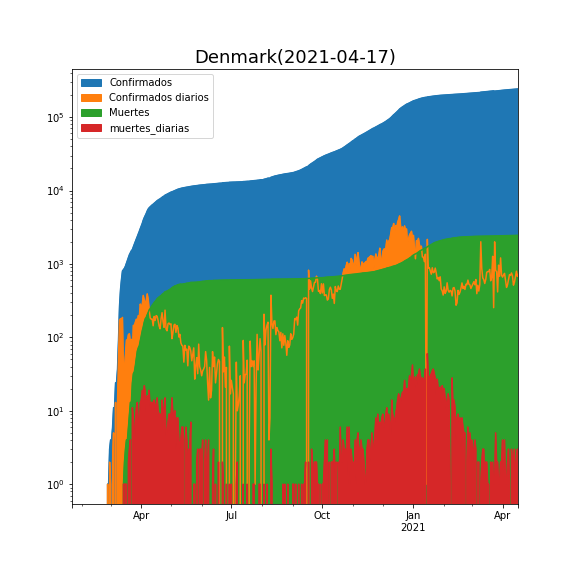 Denmark(2021-04-17)
Confirmados
Confirmados diarios
Muertes
muertes_diarias
10⁵
10⁴
10³
10²
10¹
10⁰
Apr Jul Oct Jan Apr
2021